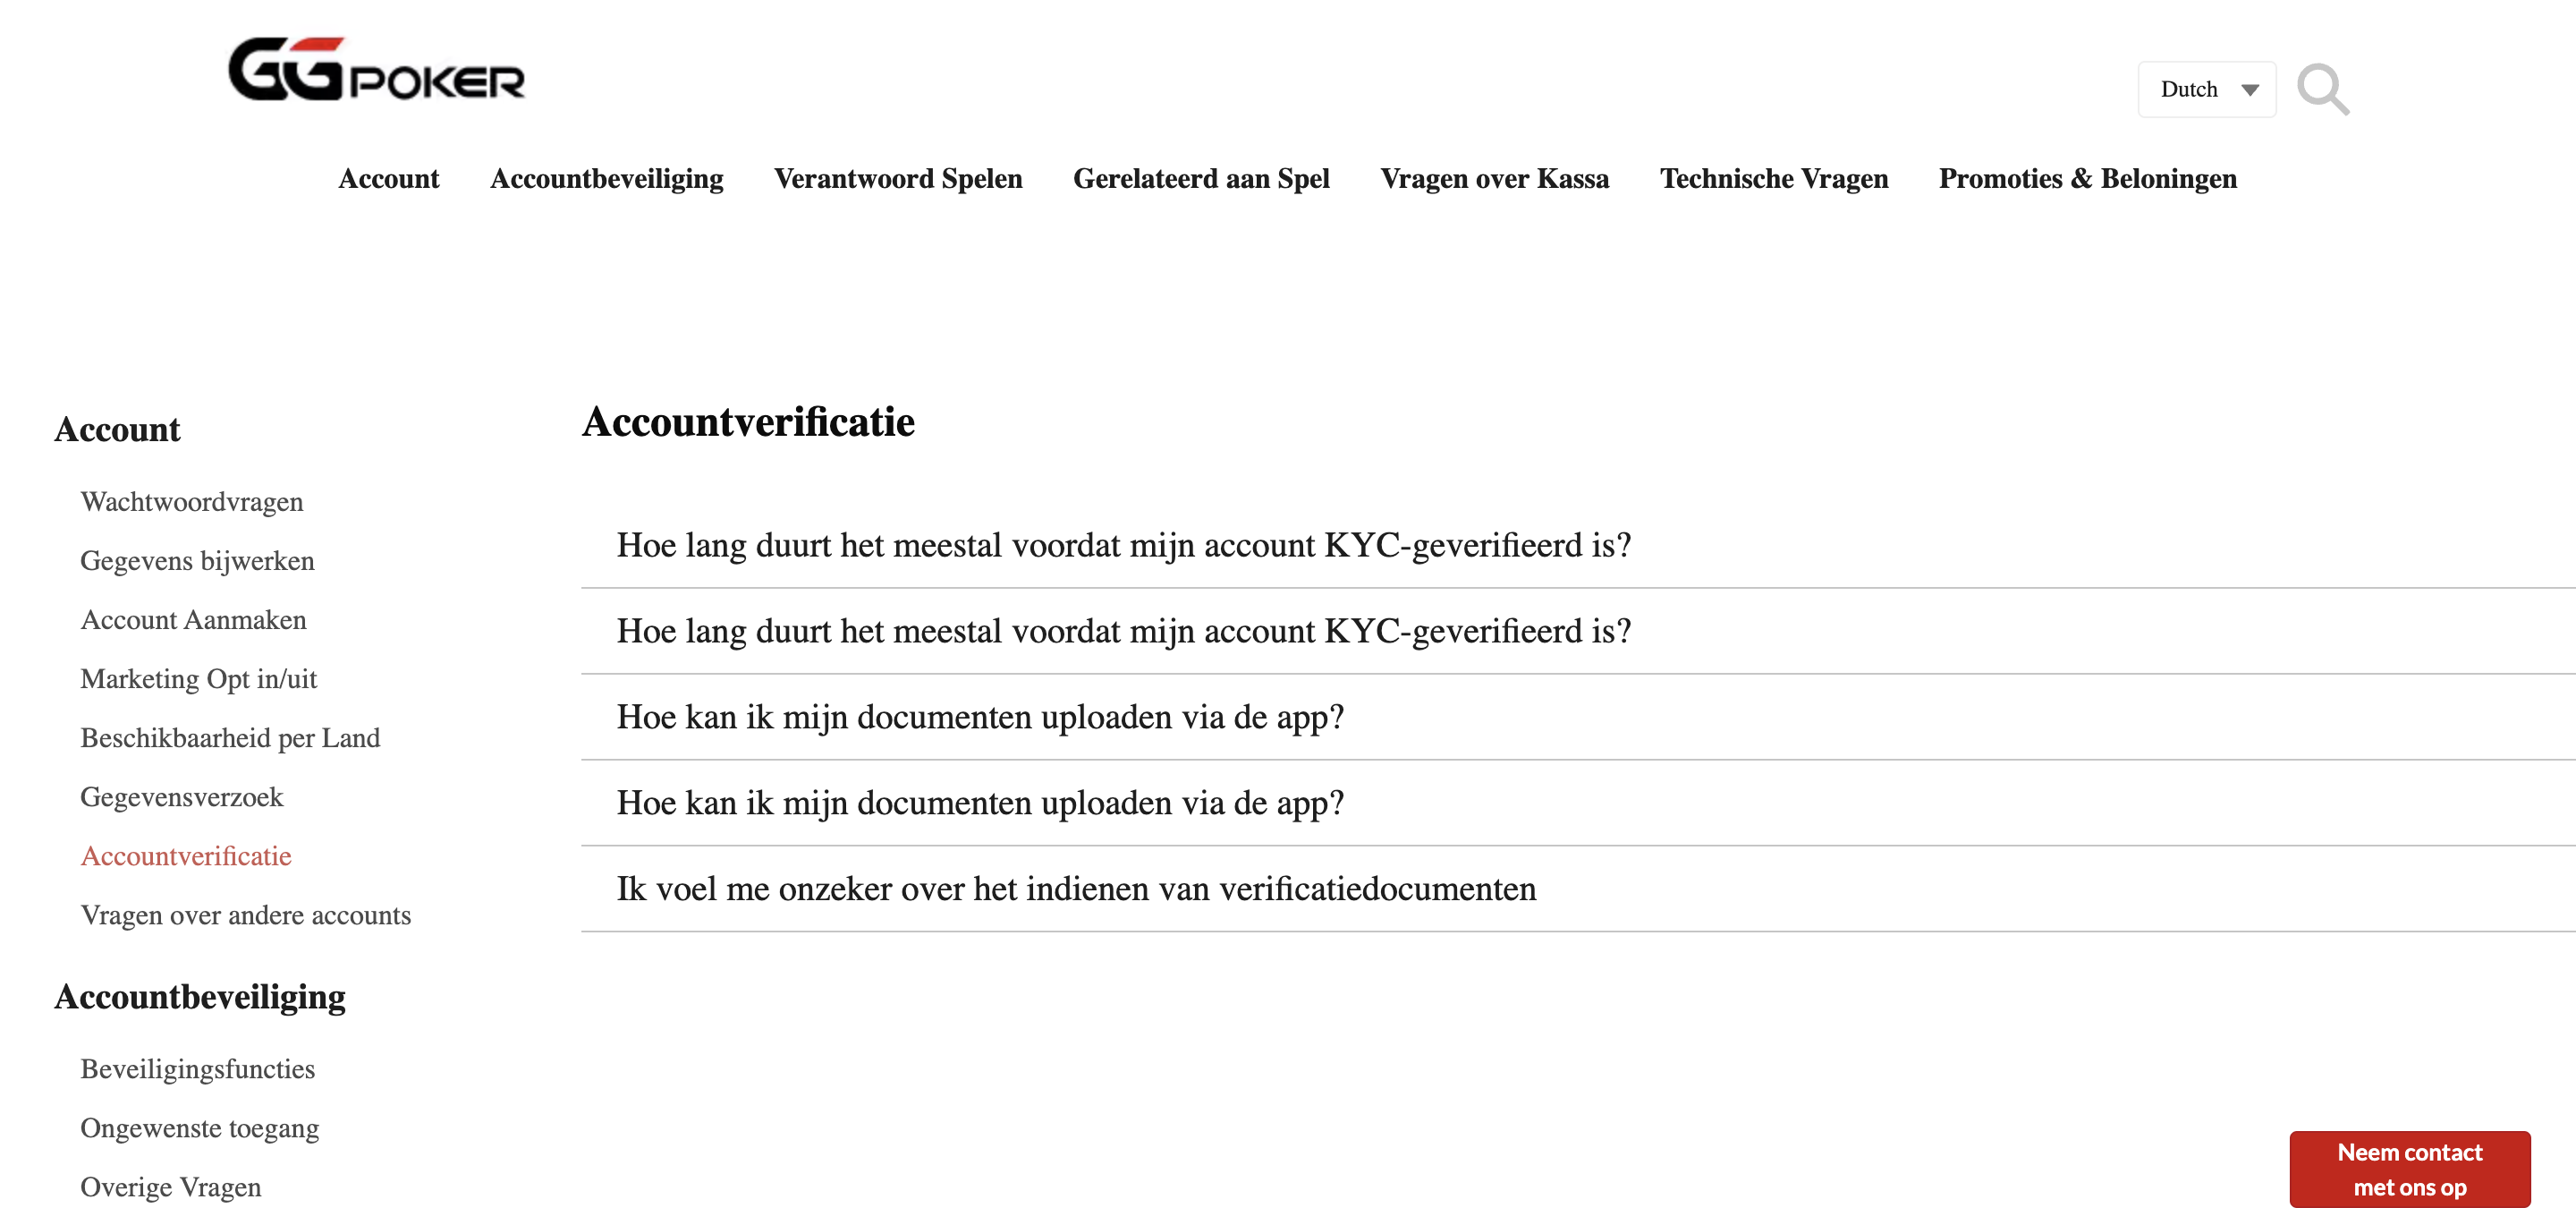 GGPOKER
Dutch
Account Accountbeveiliging Verantwoord Spelen Gerelateerd aan Spel Vragen over Kassa Technische Vragen Promoties & Beloningen
Account
Wachtwoordvragen
Gegevens bijwerken
Account Aanmaken
Marketing Opt in/uit
Beschikbaarheid per Land
Gegevensverzoek
Accountverificatie
Vragen over andere accounts
Accountbeveiliging
Beveiligingsfuncties
Ongewenste toegang
Overige Vragen
Accountverificatie
Hoe lang duurt het meestal voordat mijn account KYC-geverifieerd is?
Hoe lang duurt het meestal voordat mijn account KYC-geverifieerd is?
Hoe kan ik mijn documenten uploaden via de app?
Hoe kan ik mijn documenten uploaden via de app?
Ik voel me onzeker over het indienen van verificatiedocumenten
Neem contact
met ons op